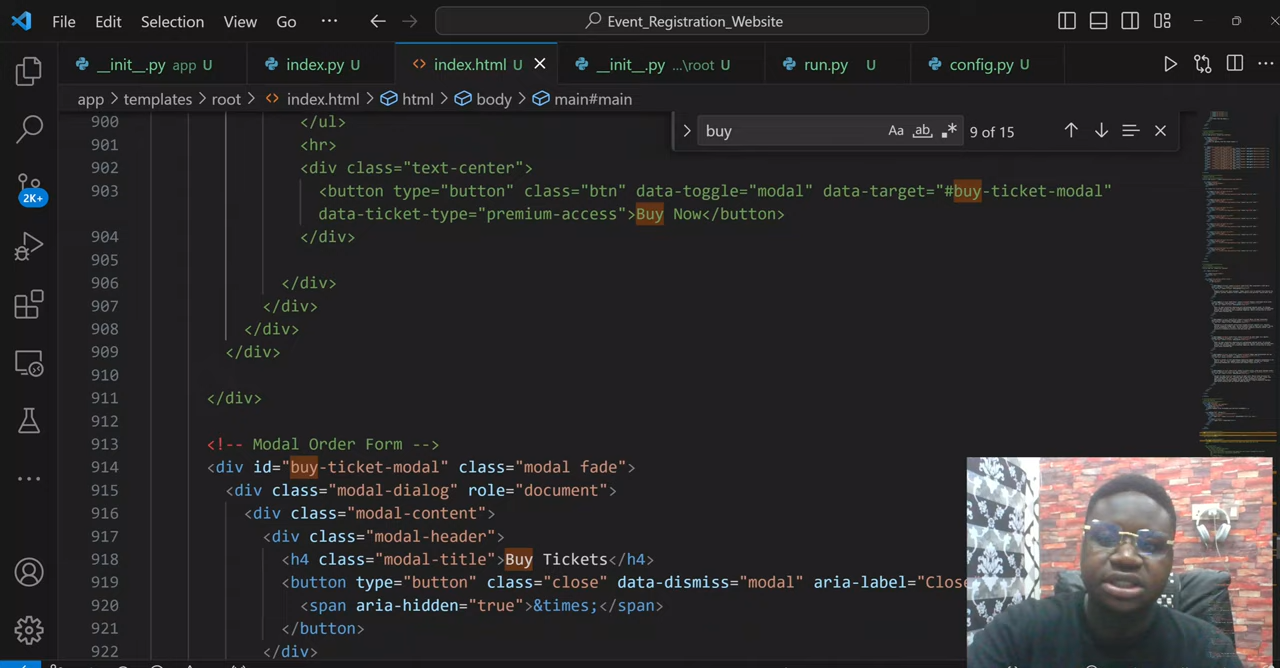 File Edit Selection View Go ··· Event_Registration_Website
__init__.py app U index.py U index.html U __init__.py ...\root U run.py U config.py U
app > templates > root > index.html > html > body > main#main
buy Aa ab 9 of 15
2K+
900 </ul>
901 <hr>
902 <div class="text-center">
903 <button type="button" class="btn" data-toggle="modal" data-target="#buy-ticket-modal"
data-ticket-type="premium-access">Buy Now</button>
904 </div>
905
906 </div>
907 </div>
908 </div>
909 </div>
910
911 </div>
912
913 <!-- Modal Order Form -->
914 <div id="buy-ticket-modal" class="modal fade">
915 <div class="modal-dialog" role="document">
916 <div class="modal-content">
917 <div class="modal-header">
918 <h4 class="modal-title">Buy Tickets</h4>
919 <button type="button" class="close" data-dismiss="modal" aria-label="Close
920 <span aria-hidden="true">&times;</span>
921 </button>
922 </div>